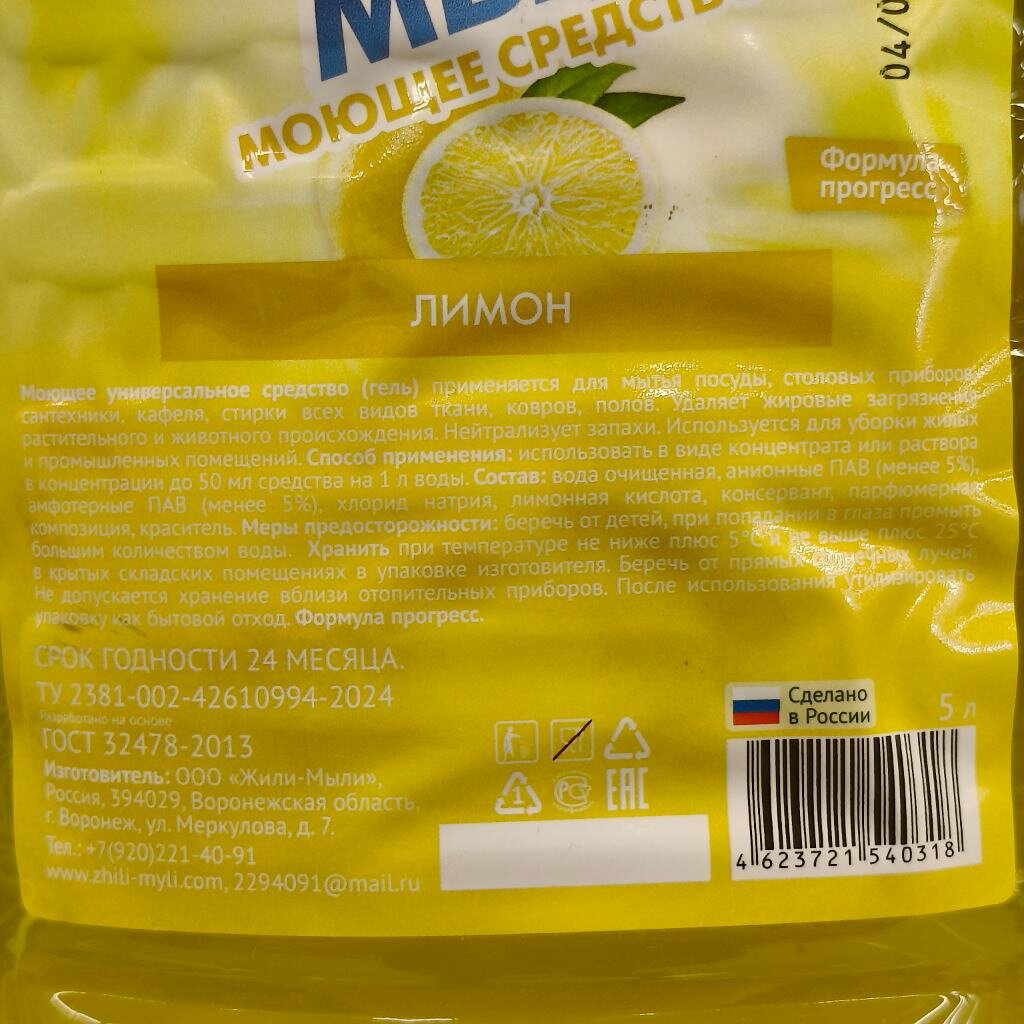 МОЮЩЕЕ СРЕДСТВО
04/0
Формула
прогресс
ЛИМОН
Моющее универсальное средство (гель) применяется для мытья посуды, столовых приборов,
сантехники, кафеля, стирки всех видов ткани, ковров, полов. Удаляет жировые загрязнения
растительного и животного происхождения. Нейтрализует запахи. Используется для уборки жилых
и промышленных помещений. Способ применения: использовать в виде концентрата или раствора
в концентрации до 50 мл средства на 1 л воды. Состав: вода очищенная, анионные ПАВ (менее 5%),
амфотерные ПАВ (менее 5%), хлорид натрия, лимонная кислота, консервант, парфюмерная
композиция, краситель. Меры предосторожности: беречь от детей, при попадании в глаза промыть
большим количеством воды. Хранить при температуре не ниже плюс 5°С и не выше плюс 25°С
в крытых складских помещениях в упаковке изготовителя. Беречь от прямых солнечных лучей.
Не допускается хранение вблизи отопительных приборов. После использования утилизировать
упаковку как бытовой отход. Формула прогресс.
СРОК ГОДНОСТИ 24 МЕСЯЦА.
ТУ 2381-002-42610994-2024
Разработано на основе
ГОСТ 32478-2013
Изготовитель: ООО «Жили-Мыли»,
Россия, 394029, Воронежская область,
г. Воронеж, ул. Меркулова, д. 7.
Тел.: +7(920)221-40-91
www.zhili-myli.com, 2294091@mail.ru
Сделано
в России
5 л
1
РСТ
ЕАС
4 623721 540318